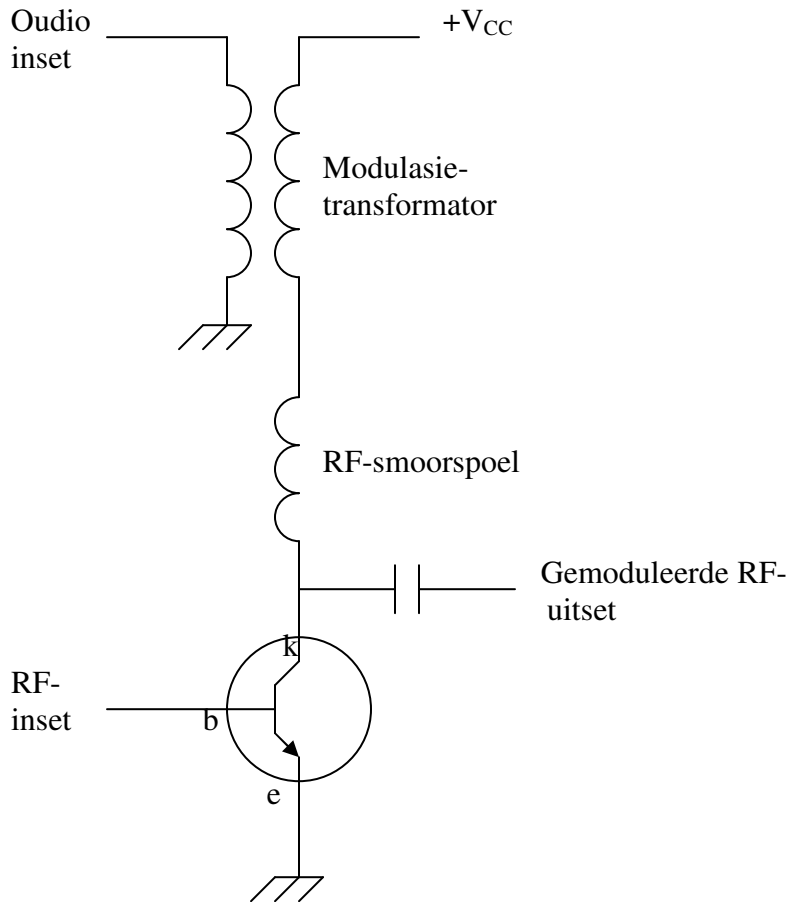 Oudio
inset
+VCC
Modulasie-
transformator
RF-smoorspoel
Gemoduleerde RF-
uitset
k
RF-
inset
b
e